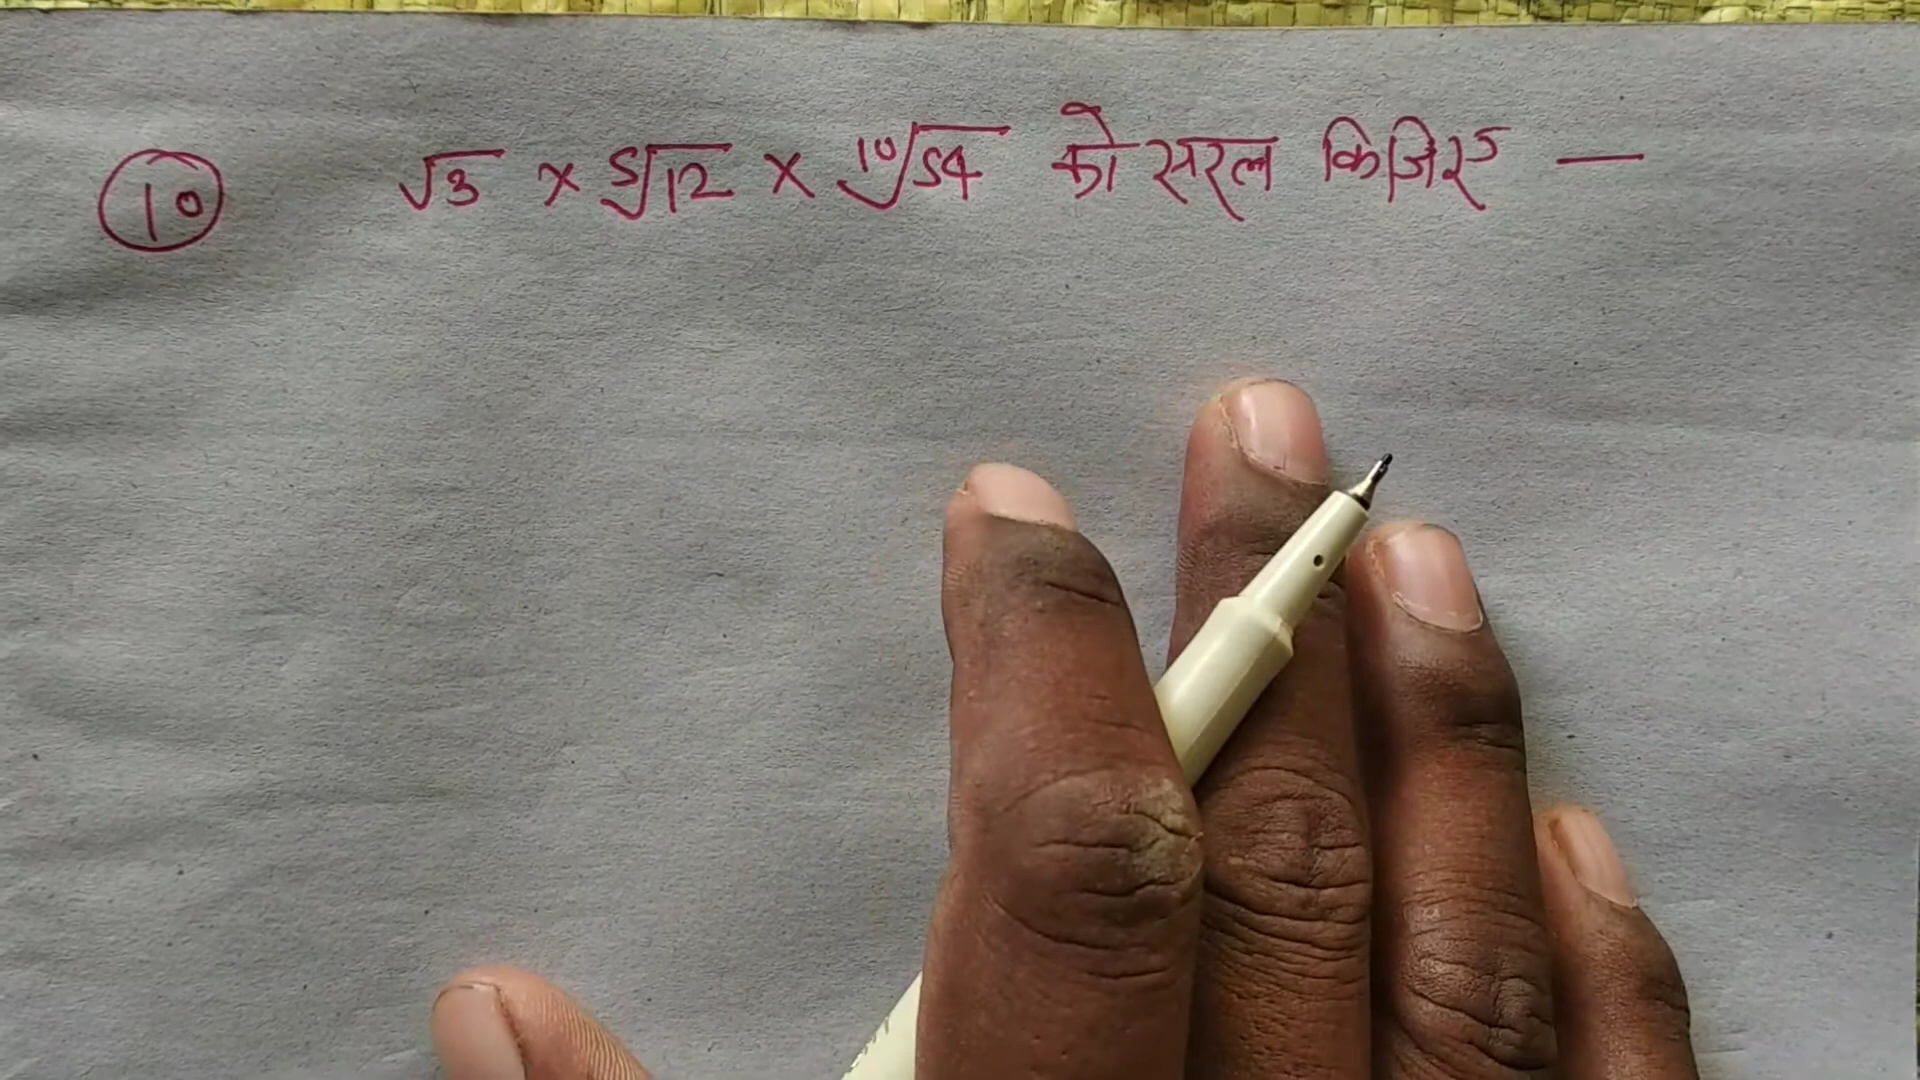 (10) √3 × ⁵√12 × ¹⁰√54 को सरल किजिए —